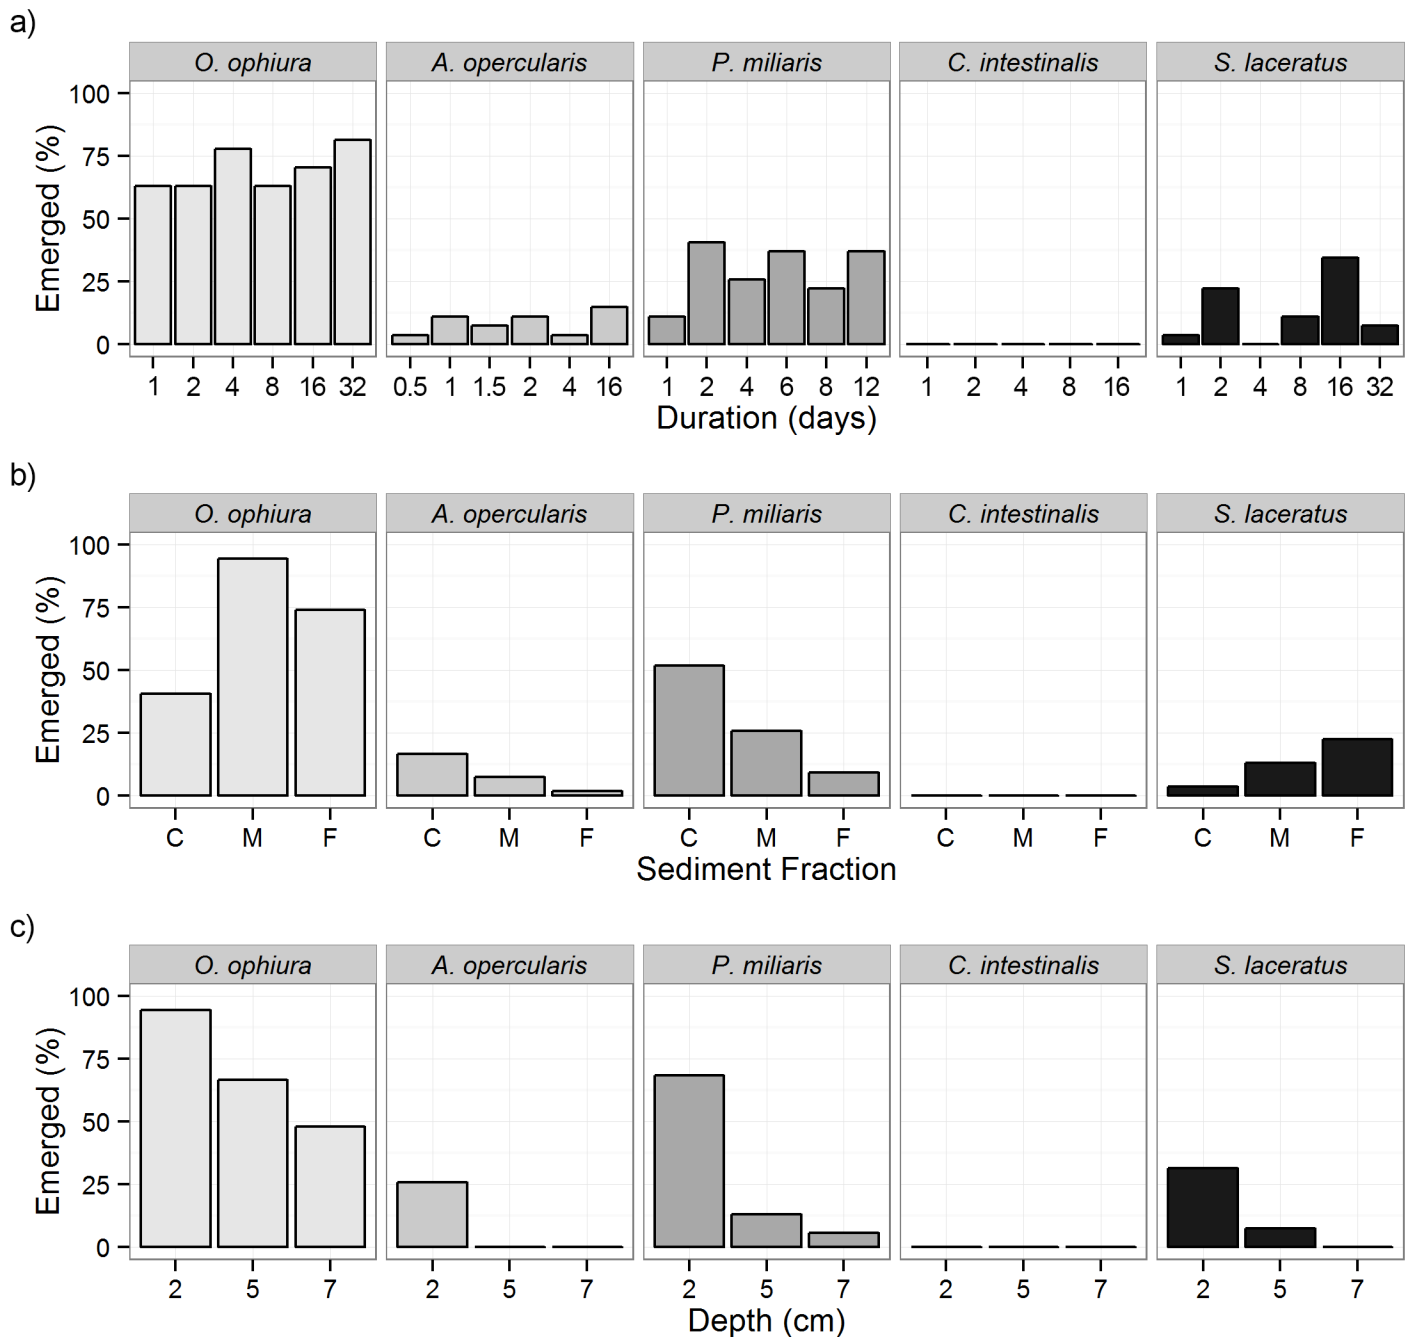 a)
O. ophiura A. opercularis P. miliaris C. intestinalis S. laceratus
100
75
50
25
0
Emerged (%)
1 2 4 8 16 32 0.5 1 1.5 2 4 16 1 2 4 6 8 12 1 2 4 8 16 1 2 4 8 16 32
Duration (days)
b)
O. ophiura A. opercularis P. miliaris C. intestinalis S. laceratus
100
75
50
25
0
Emerged (%)
C M F C M F C M F C M F C M F
Sediment Fraction
c)
O. ophiura A. opercularis P. miliaris C. intestinalis S. laceratus
100
75
50
25
0
Emerged (%)
2 5 7 2 5 7 2 5 7 2 5 7 2 5 7
Depth (cm)